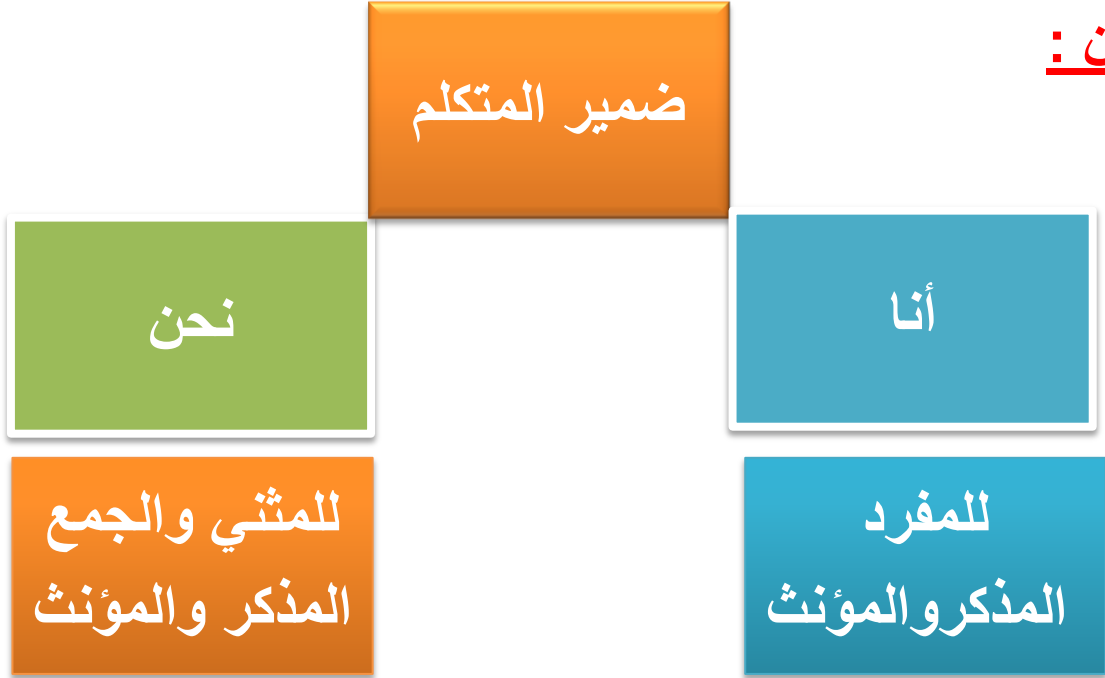 ضمير المتكلم
أنا
نحن
للمفرد
المذكروالمؤنث
للمثني والجمع
المذكر والمؤنث